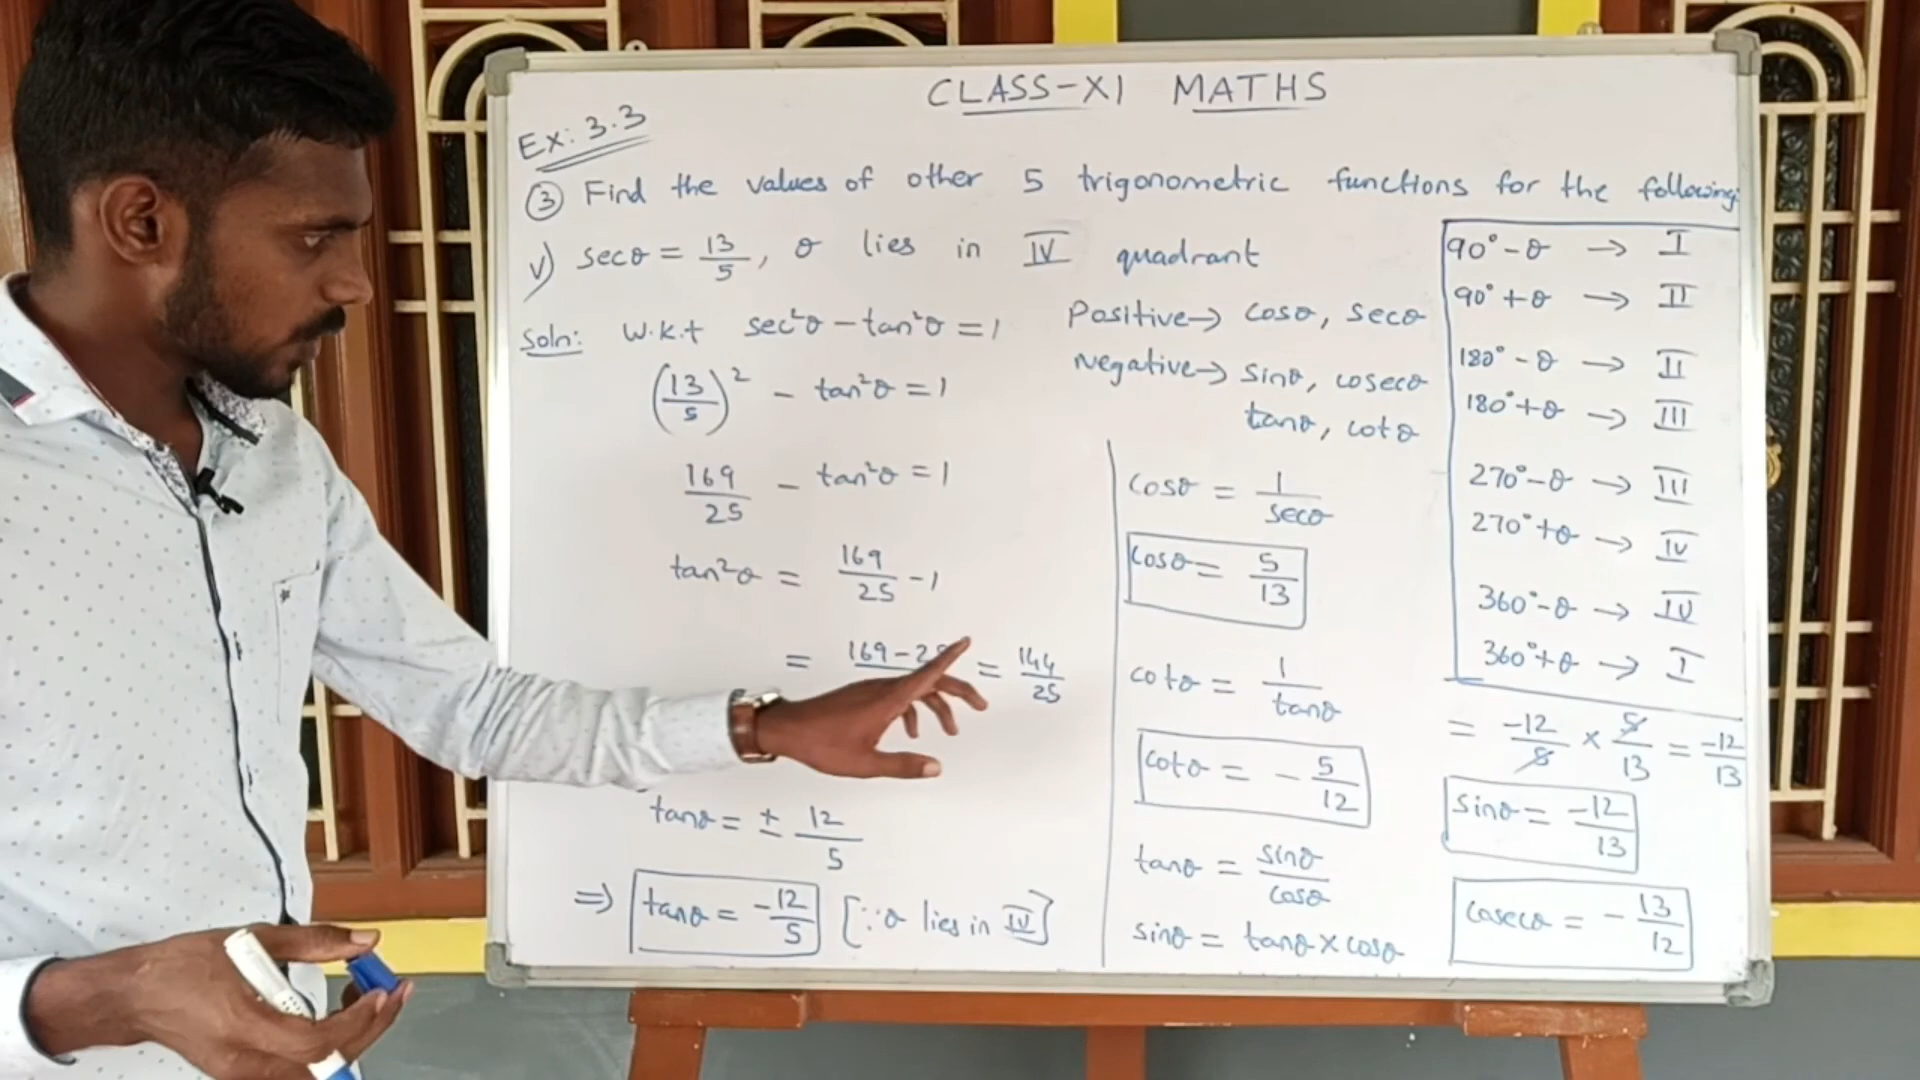 CLASS-XI MATHS
Ex: 3.3
③ Find the values of other 5 trigonometric functions for the following:
v) secθ = 13/5, θ lies in IV quadrant
Soln: W.K.t sec²θ - tan²θ = 1
(13/5)² - tan²θ = 1
169/25 - tan²θ = 1
tan²θ = 169/25 - 1
= 169-2 = 144/25
tanθ = ± 12/5
⇒ tanθ = -12/5 [∵ θ lies in IV]
Positive → cosθ, secθ
Negative → sinθ, cosecθ
tanθ, cotθ
cosθ = 1/secθ
cosθ = 5/13
cotθ = 1/tanθ
cotθ = - 5/12
tanθ = sinθ/cosθ
sinθ = tanθ × cosθ
90° - θ → I
90° + θ → II
180° - θ → II
180° + θ → III
270° - θ → III
270° + θ → IV
360° - θ → IV
360° + θ → I
= -12/5 × 5/13 = -12/13
sinθ = -12/13
cosecθ = - 13/12